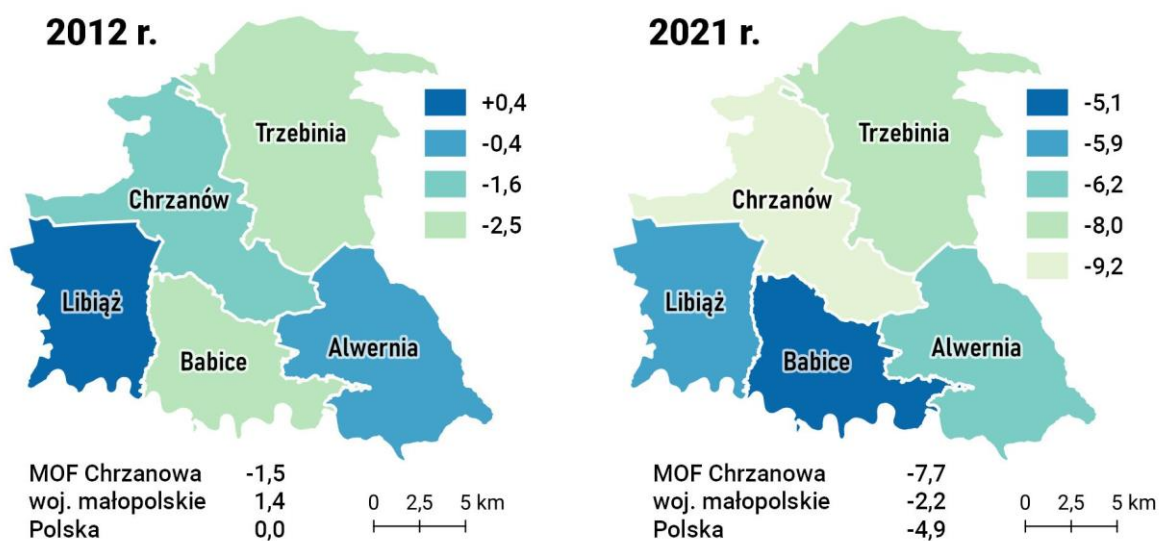 2012 r.
+0,4
-0,4
-1,6
-2,5
Trzebinia
Chrzanów
Libiąż
Babice
Alwernia
MOF Chrzanowa -1,5
woj. małopolskie 1,4
Polska 0,0
0 2,5 5 km
2021 r.
-5,1
-5,9
-6,2
-8,0
-9,2
Trzebinia
Chrzanów
Libiąż
Babice
Alwernia
MOF Chrzanowa -7,7
woj. małopolskie -2,2
Polska -4,9
0 2,5 5 km